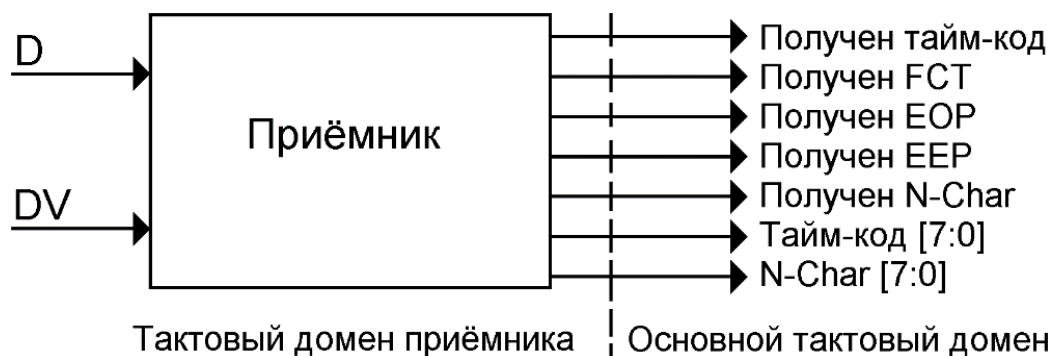 D
DV
Приёмник
Получен тайм-код
Получен FCT
Получен EOP
Получен EEP
Получен N-Char
Тайм-код [7:0]
N-Char [7:0]
Тактовый домен приёмника
Основной тактовый домен